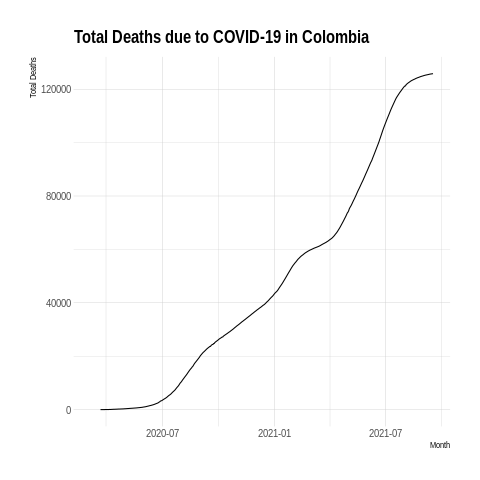 Total Deaths due to COVID-19 in Colombia
Total Deaths
120000
80000
40000
0
2020-07
2021-01
2021-07
Month